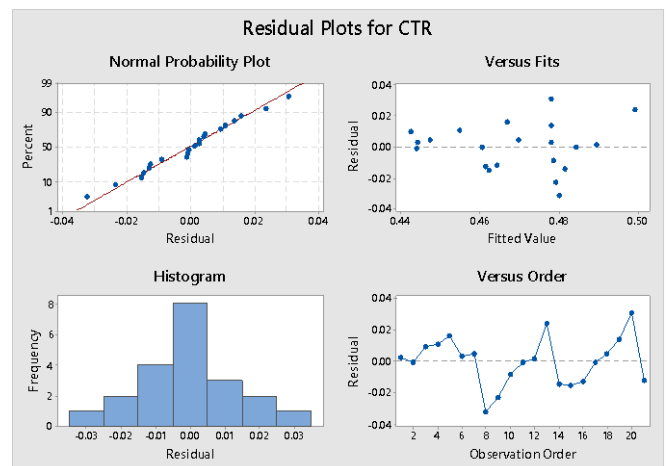 Residual Plots for CTR
Normal Probability Plot
99
90
50
10
1
Percent
-0.04 -0.02 0.00 0.02 0.04
Residual
Versus Fits
0.04
0.02
0.00
-0.02
-0.04
Residual
0.44 0.46 0.48 0.50
Fitted Value
Histogram
8
6
4
2
0
Frequency
-0.03 -0.02 -0.01 0.00 0.01 0.02 0.03
Residual
Versus Order
0.04
0.02
0.00
-0.02
-0.04
Residual
2 4 6 8 10 12 14 16 18 20
Observation Order